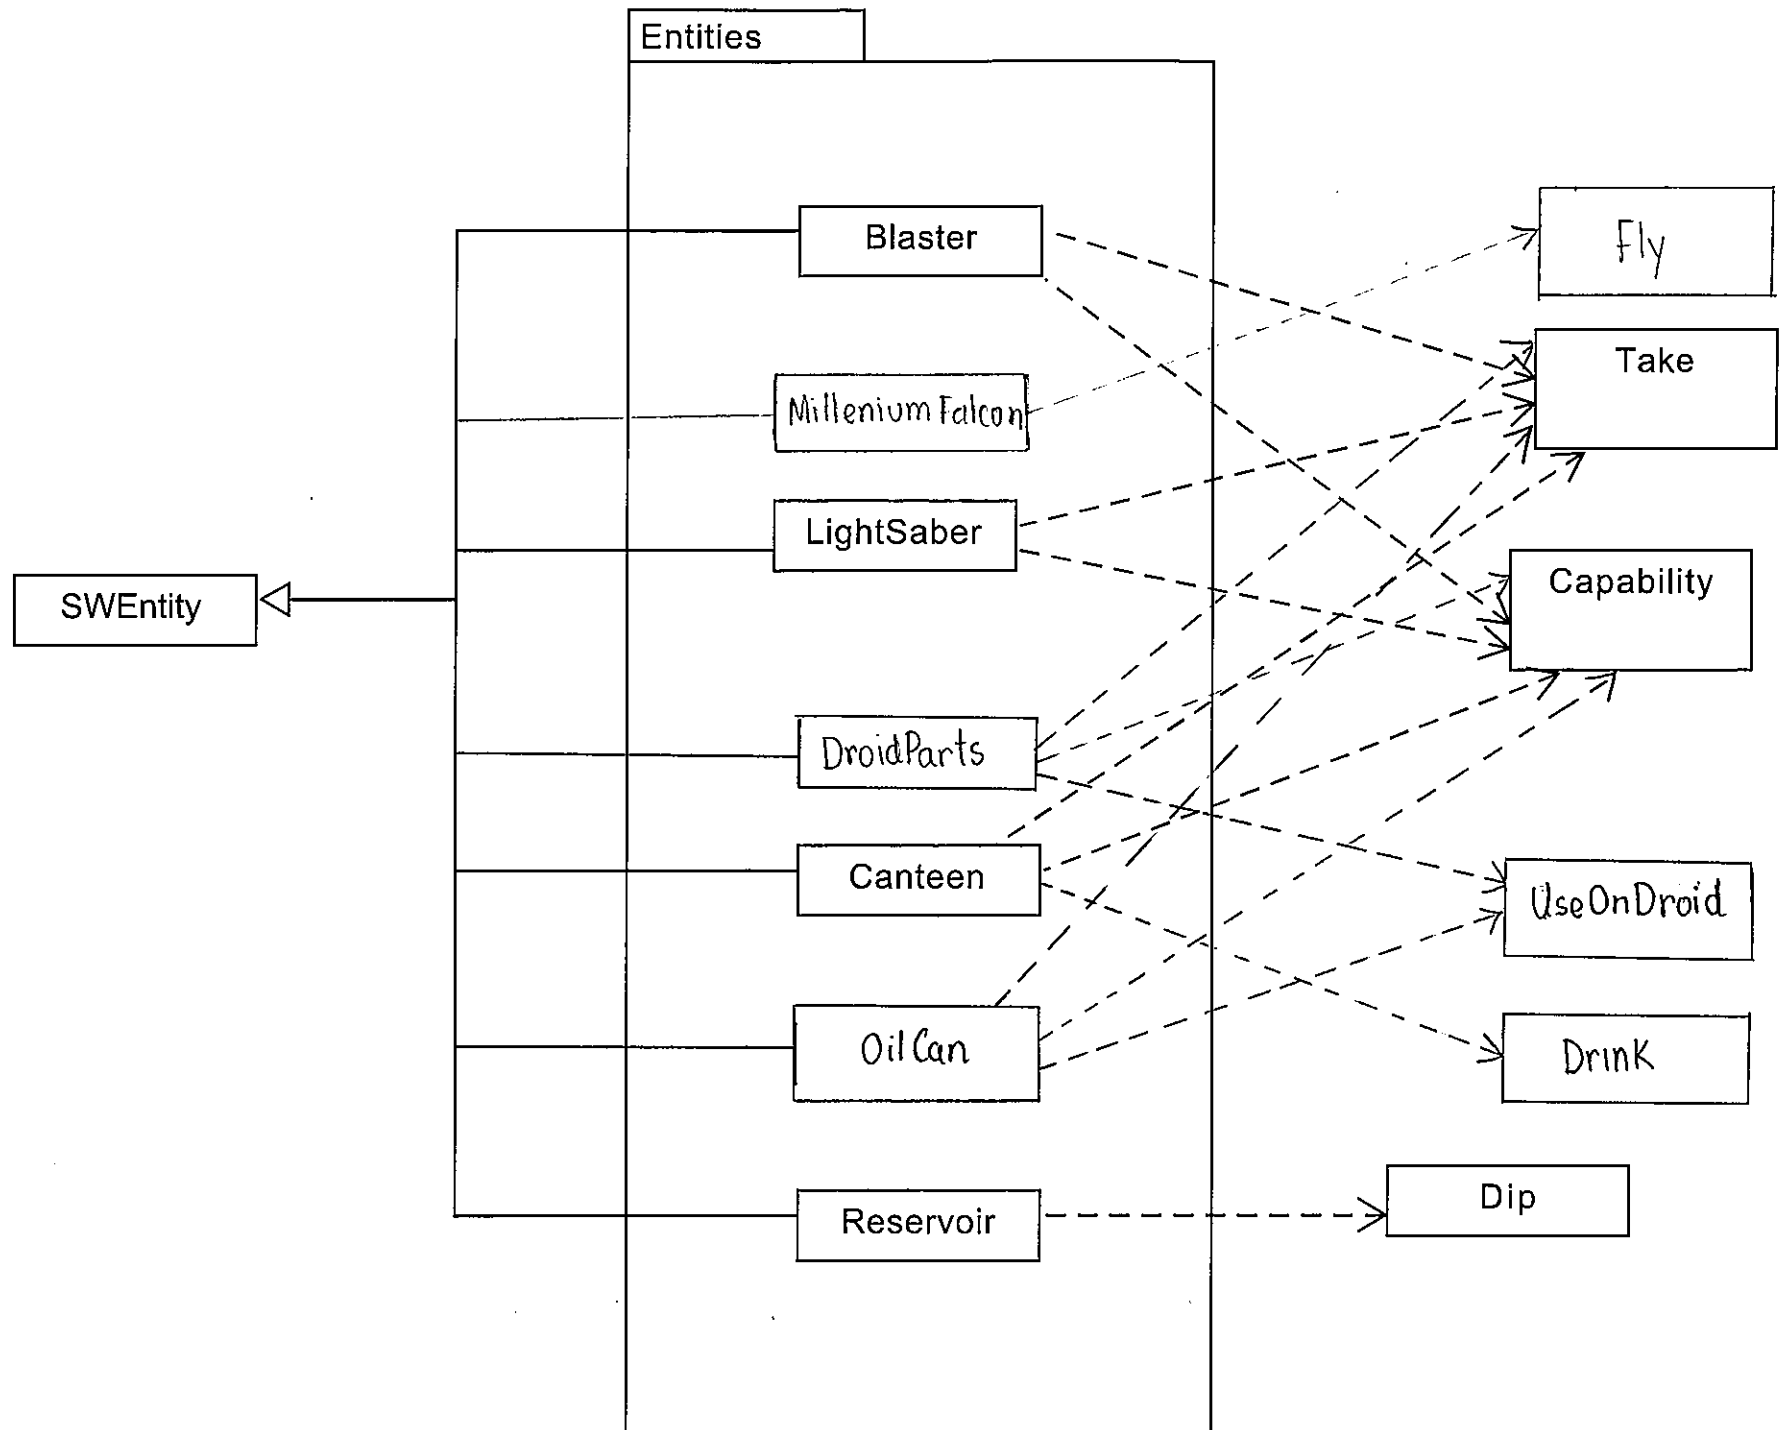 Entities
Blaster
Fly
Take
Millenium Falcon
LightSaber
Capability
SWEntity
DroidParts
Canteen
UseOnDroid
OilCan
Drink
Dip
Reservoir